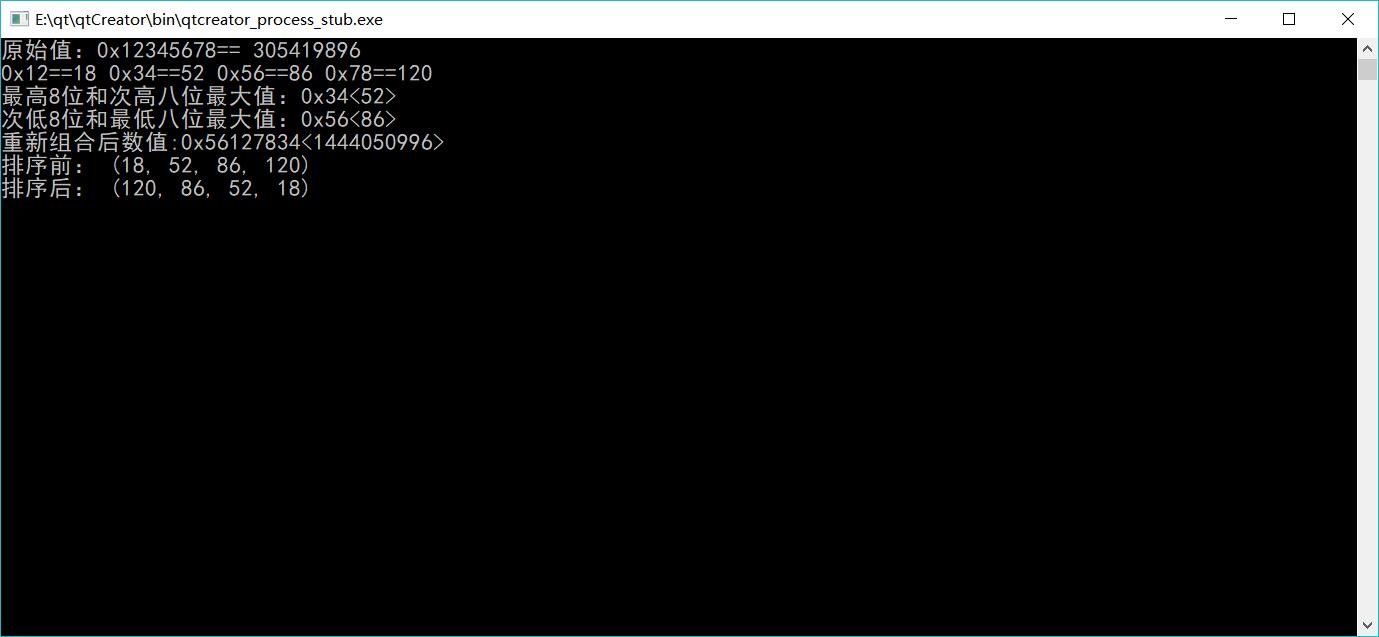 E:\qt\qtCreator\bin\qtcreator_process_stub.exe
原始值：0x12345678== 305419896
0x12==18 0x34==52 0x56==86 0x78==120
最高8位和次高八位最大值：0x34<52>
次低8位和最低八位最大值：0x56<86>
重新组合后数值:0x56127834<1444050996>
排序前： (18, 52, 86, 120)
排序后： (120, 86, 52, 18)